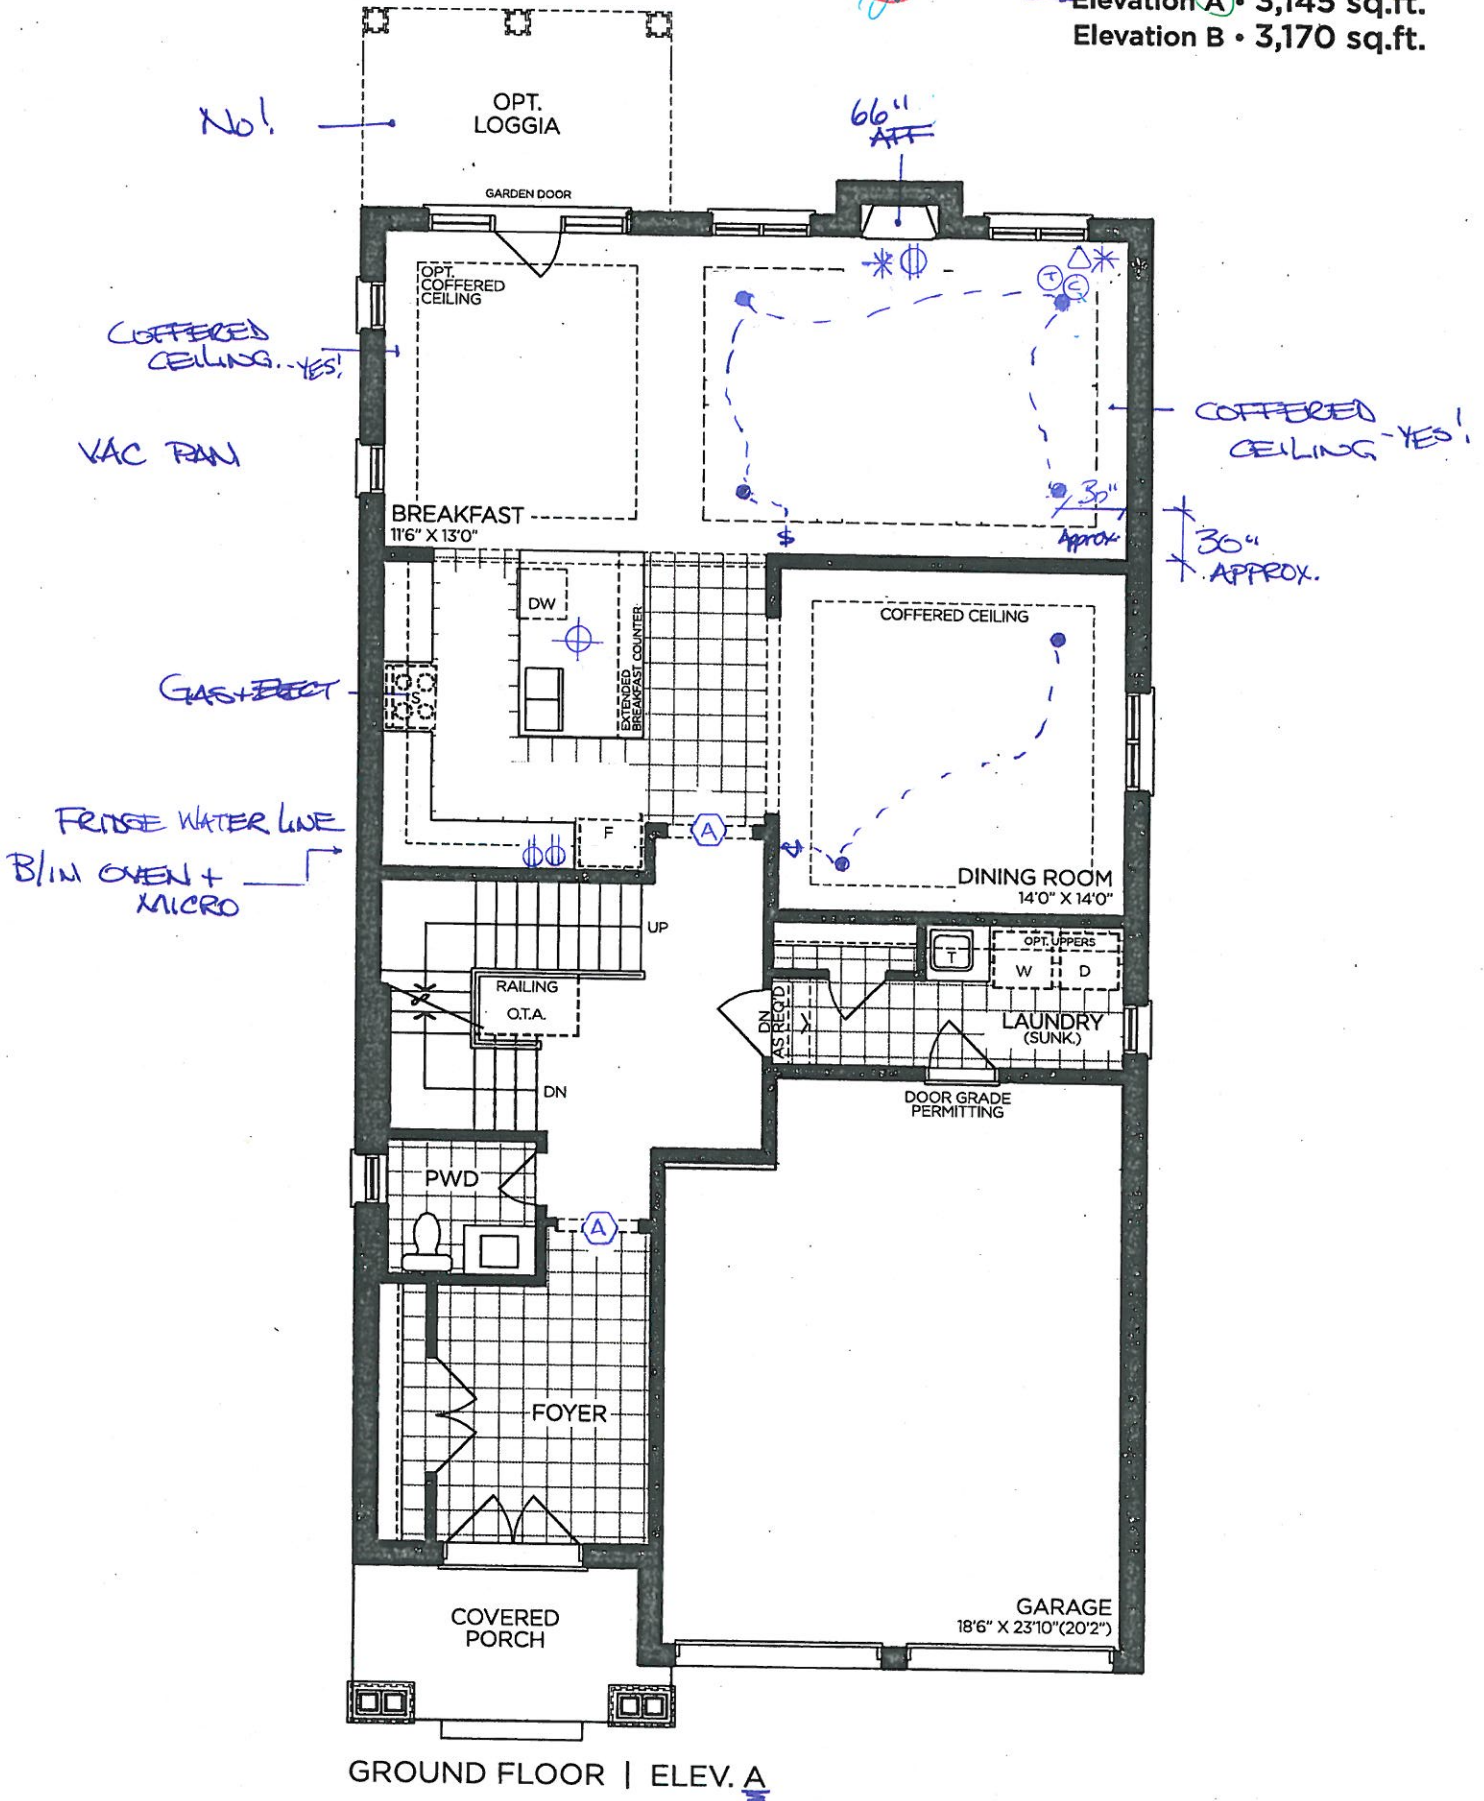 Elevation A • 3,145 sq.ft.
Elevation B • 3,170 sq.ft.
No!
OPT.
LOGGIA
66"
AFF
GARDEN DOOR
OPT.
COFFERED
CEILING
T
C
COFFERED
CEILING - YES!
COFFERED
CEILING - YES!
VAC PAN
BREAKFAST
11'6" X 13'0"
$
30"
Approx.
30"
APPROX.
DW
EXTENDED
BREAKFAST COUNTER
COFFERED CEILING
GAS + ELECT
S
FRIDGE WATER LINE
B/IN OVEN +
MICRO
F
A
DINING ROOM
14'0" X 14'0"
UP
T
OPT. UPPERS
W
D
RAILING
O.T.A.
DN
AS REQ'D
LAUNDRY
(SUNK.)
DN
DOOR GRADE
PERMITTING
PWD
A
FOYER
GARAGE
18'6" X 23'10"(20'2")
COVERED
PORCH
GROUND FLOOR | ELEV. A